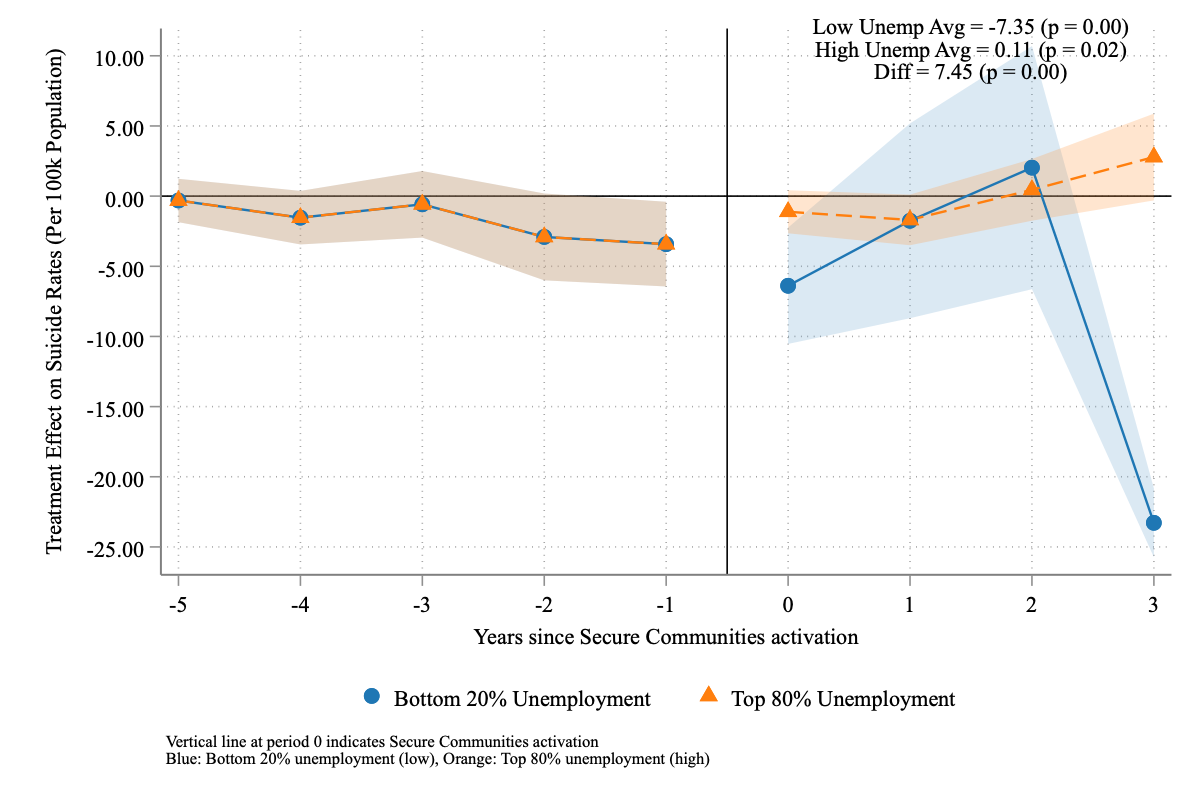 Low Unemp Avg = -7.35 (p = 0.00)
High Unemp Avg = 0.11 (p = 0.02)
Diff = 7.45 (p = 0.00)
Treatment Effect on Suicide Rates (Per 100k Population)
10.00
5.00
0.00
-5.00
-10.00
-15.00
-20.00
-25.00
-5 -4 -3 -2 -1 0 1 2 3
Years since Secure Communities activation
Bottom 20% Unemployment Top 80% Unemployment
Vertical line at period 0 indicates Secure Communities activation
Blue: Bottom 20% unemployment (low), Orange: Top 80% unemployment (high)